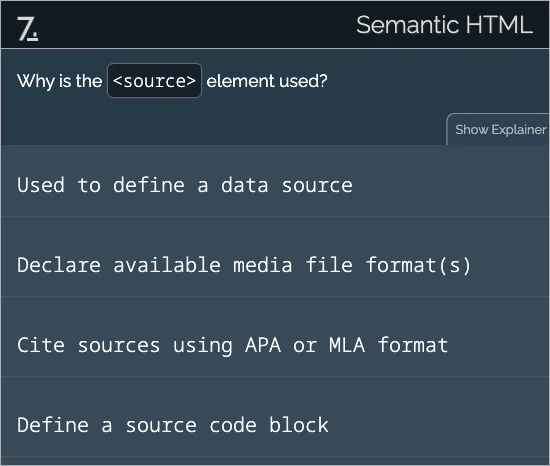 7.
Semantic HTML
Why is the <source> element used?
Show Explainer
Used to define a data source
Declare available media file format(s)
Cite sources using APA or MLA format
Define a source code block